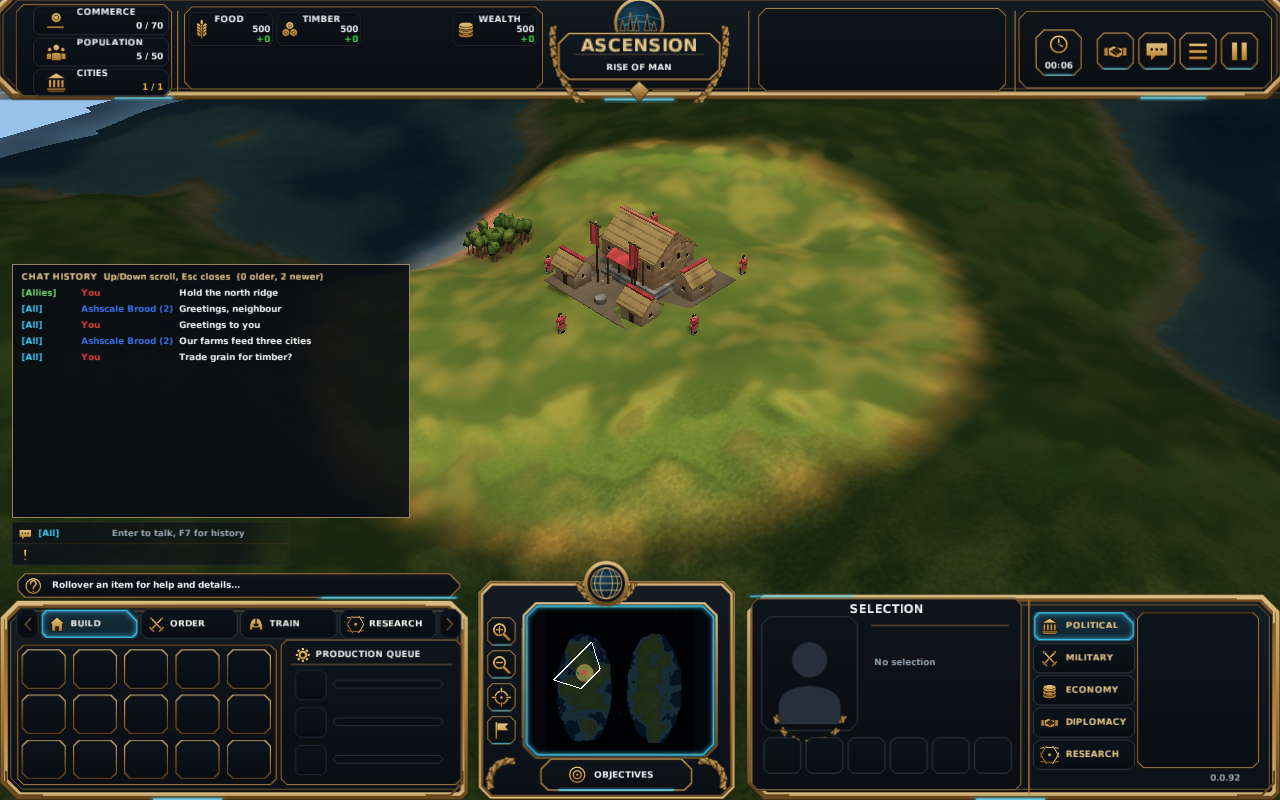 COMMERCE
0 / 70
POPULATION
5 / 50
CITIES
1 / 1
FOOD
500
+0
TIMBER
500
+0
WEALTH
500
+0
ASCENSION
RISE OF MAN
00:06
CHAT HISTORY Up/Down scroll, Esc closes (0 older, 2 newer)
[Allies] You Hold the north ridge
[All] Ashscale Brood (2) Greetings, neighbour
[All] You Greetings to you
[All] Ashscale Brood (2) Our farms feed three cities
[All] You Trade grain for timber?
[All] Enter to talk, F7 for history
!
Rollover an item for help and details...
BUILD
ORDER
TRAIN
RESEARCH
PRODUCTION QUEUE
OBJECTIVES
SELECTION
No selection
POLITICAL
MILITARY
ECONOMY
DIPLOMACY
RESEARCH
0.0.92